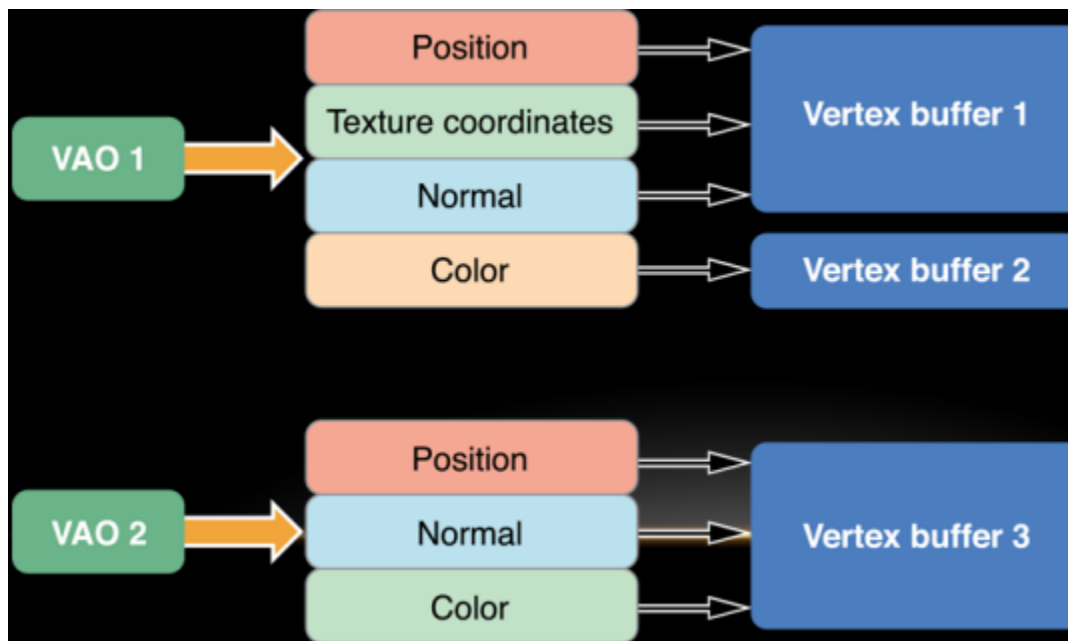 Position
Texture coordinates
Vertex buffer 1
VAO 1
Normal
Color
Vertex buffer 2
Position
VAO 2
Normal
Vertex buffer 3
Color